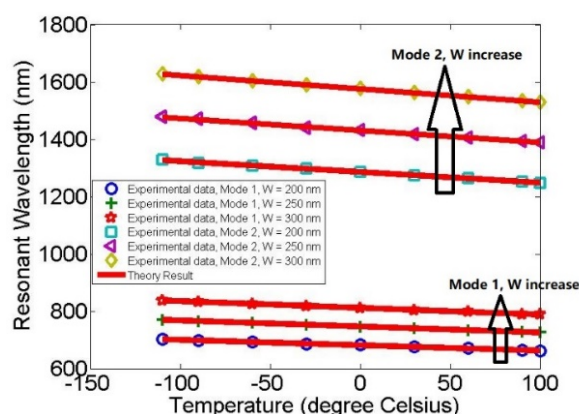 Resonant Wavelength (nm)
1800
1600
1400
1200
1000
800
600
Mode 2, W increase
Experimental data, Mode 1, W = 200 nm
Experimental data, Mode 1, W = 250 nm
Experimental data, Mode 1, W = 300 nm
Experimental data, Mode 2, W = 200 nm
Experimental data, Mode 2, W = 250 nm
Experimental data, Mode 2, W = 300 nm
Theory Result
Mode 1, W increase
-150
-100
-50
0
50
100
Temperature (degree Celsius)